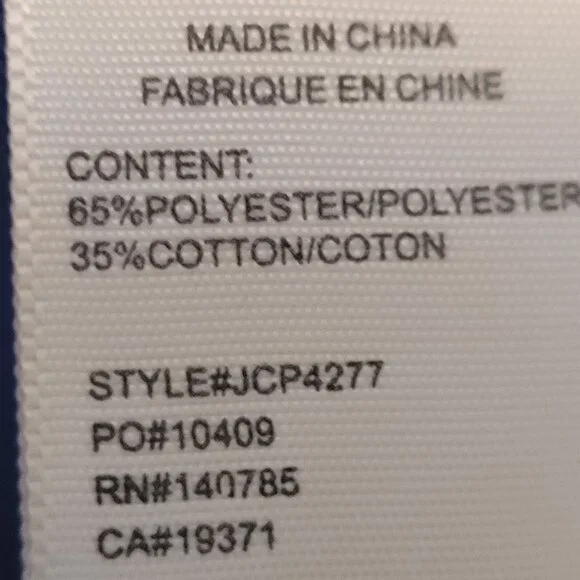 MADE IN CHINA
FABRIQUE EN CHINE
CONTENT:
65%POLYESTER/POLYESTER
35%COTTON/COTON
STYLE#JCP4277
PO#10409
RN#140785
CA#19371